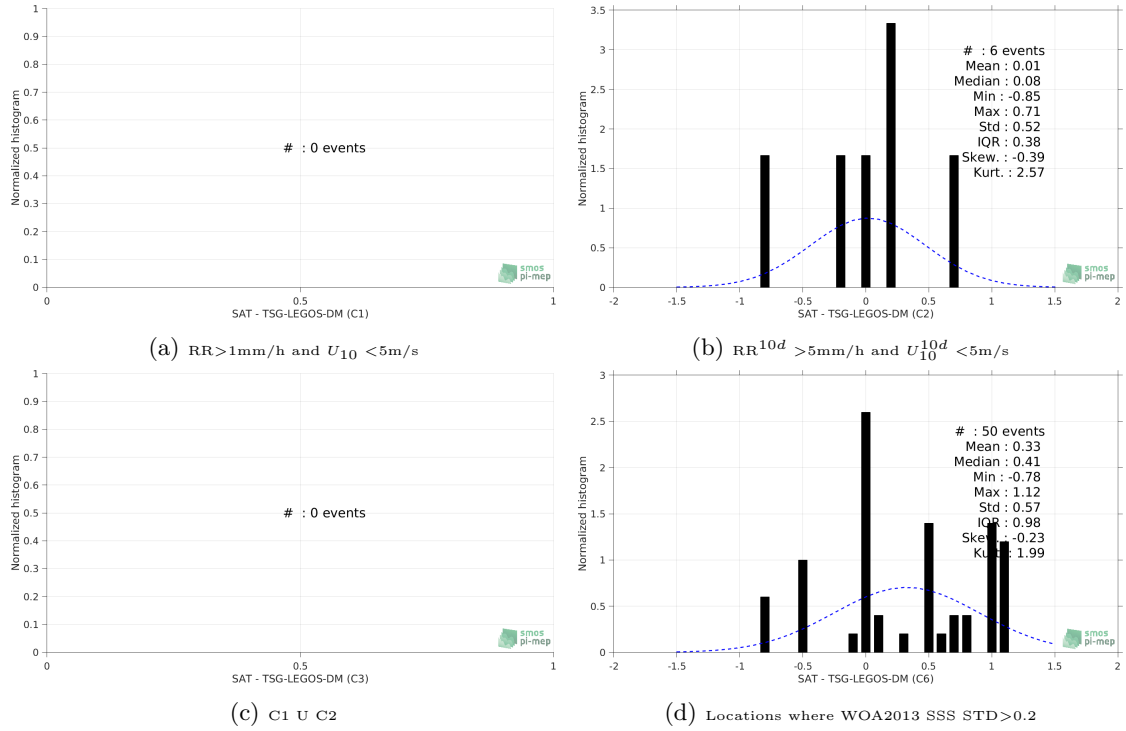 1
0.9
0.8
0.7
0.6
0.5
0.4
0.3
0.2
0.1
0
Normalized histogram
# : 0 events
smos
pi-mep
0 0.5 1
SAT - TSG-LEGOS-DM (C1)
(a) RR>1mm/h and U10 <5m/s
3.5
3
2.5
2
1.5
1
0.5
0
Normalized histogram
# : 6 events
Mean : 0.01
Median : 0.08
Min : -0.85
Max : 0.71
Std : 0.52
IQR : 0.38
Skew. : -0.39
Kurt. : 2.57
smos
pi-mep
-2 -1.5 -1 -0.5 0 0.5 1 1.5 2
SAT - TSG-LEGOS-DM (C2)
(b) RR10d >5mm/h and U10d10 <5m/s
1
0.9
0.8
0.7
0.6
0.5
0.4
0.3
0.2
0.1
0
Normalized histogram
# : 0 events
smos
pi-mep
0 0.5 1
SAT - TSG-LEGOS-DM (C3)
(c) C1 U C2
3
2.5
2
1.5
1
0.5
0
Normalized histogram
# : 50 events
Mean : 0.33
Median : 0.41
Min : -0.78
Max : 1.12
Std : 0.57
IQR : 0.98
Skew. : -0.23
Kurt. : 1.99
smos
pi-mep
-2 -1.5 -1 -0.5 0 0.5 1 1.5 2
SAT - TSG-LEGOS-DM (C6)
(d) Locations where WOA2013 SSS STD>0.2